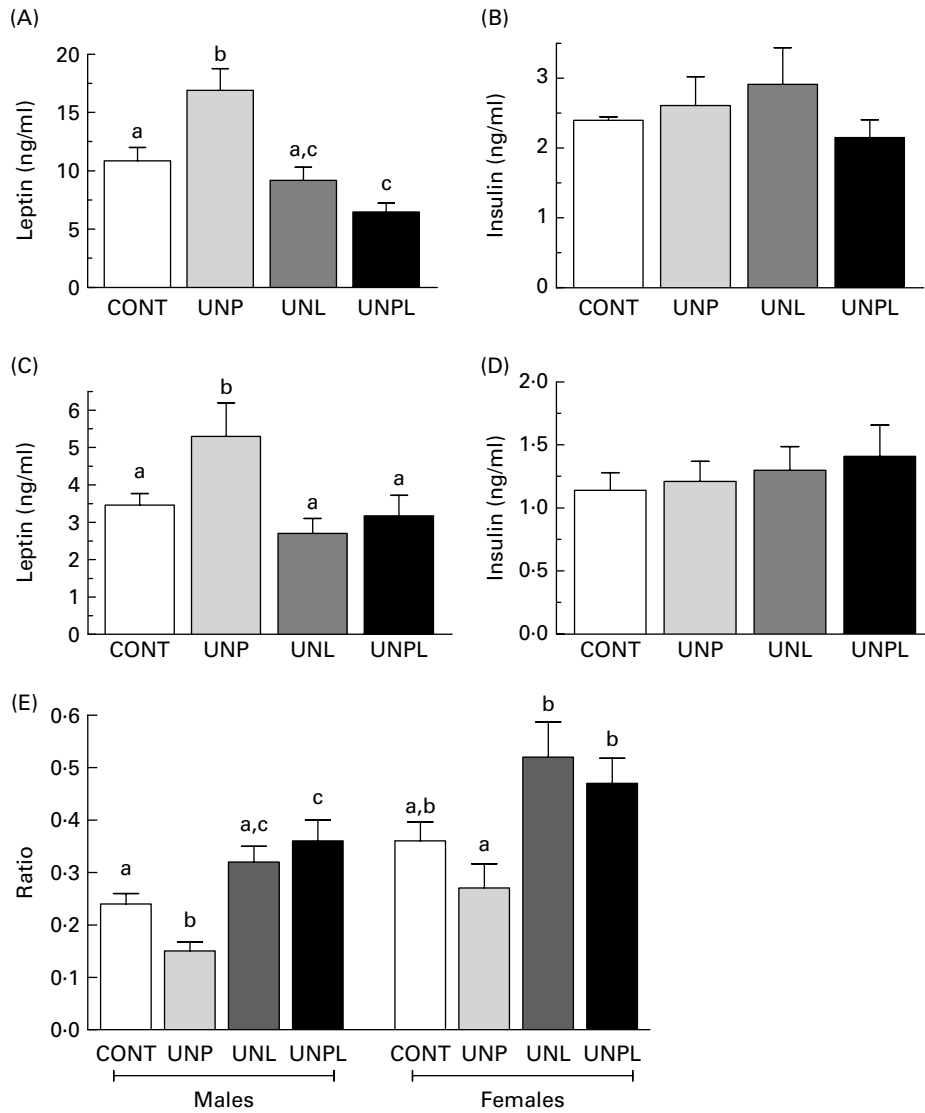 (A)
Leptin (ng/ml)
20
15
10
5
0
a
b
a,c
c
CONT UNP UNL UNPL
(B)
Insulin (ng/ml)
3
2
1
0
CONT UNP UNL UNPL
(C)
Leptin (ng/ml)
6
5
4
3
2
1
0
a
b
a
a
CONT UNP UNL UNPL
(D)
Insulin (ng/ml)
2·0
1·5
1·0
0·5
0·0
CONT UNP UNL UNPL
(E)
Ratio
0·6
0·5
0·4
0·3
0·2
0·1
0·0
a
b
a,c
c
a,b
a
b
b
CONT UNP UNL UNPL CONT UNP UNL UNPL
Males Females